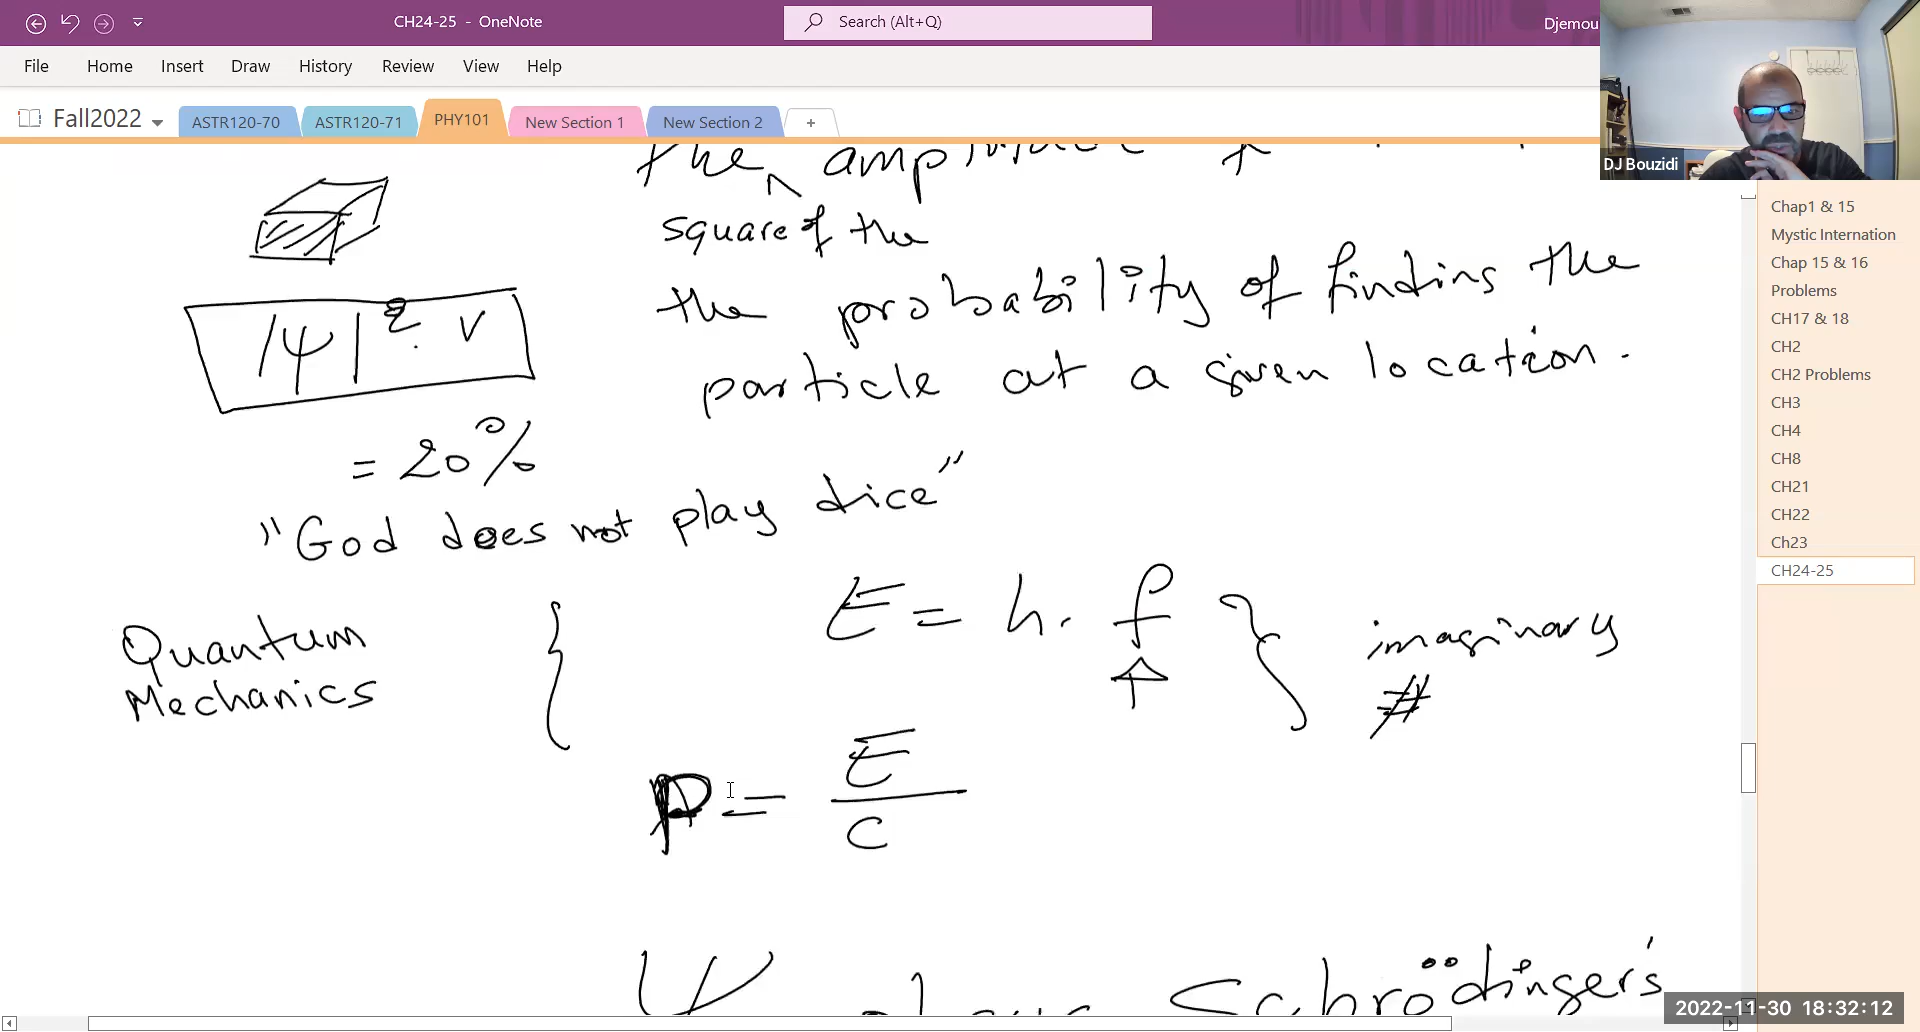 CH24-25 - OneNote
Search (Alt+Q)
Djemou
File Home Insert Draw History Review View Help
Fall2022
ASTR120-70 ASTR120-71 PHY101 New Section 1 New Section 2 +
DJ Bouzidi
Chap1 & 15
Mystic Internation
Chap 15 & 16
Problems
CH17 & 18
CH2
CH2 Problems
CH3
CH4
CH8
CH21
CH22
Ch23
CH24-25
the amplitude
square of the
the probability of finding the
particle at a given location.
|ψ|². V
= 20%
"God does not play dice"
Quantum
Mechanics
E = h. f
imaginary
#
P = E
c
Schrödinger's
2022-11-30 18:32:12